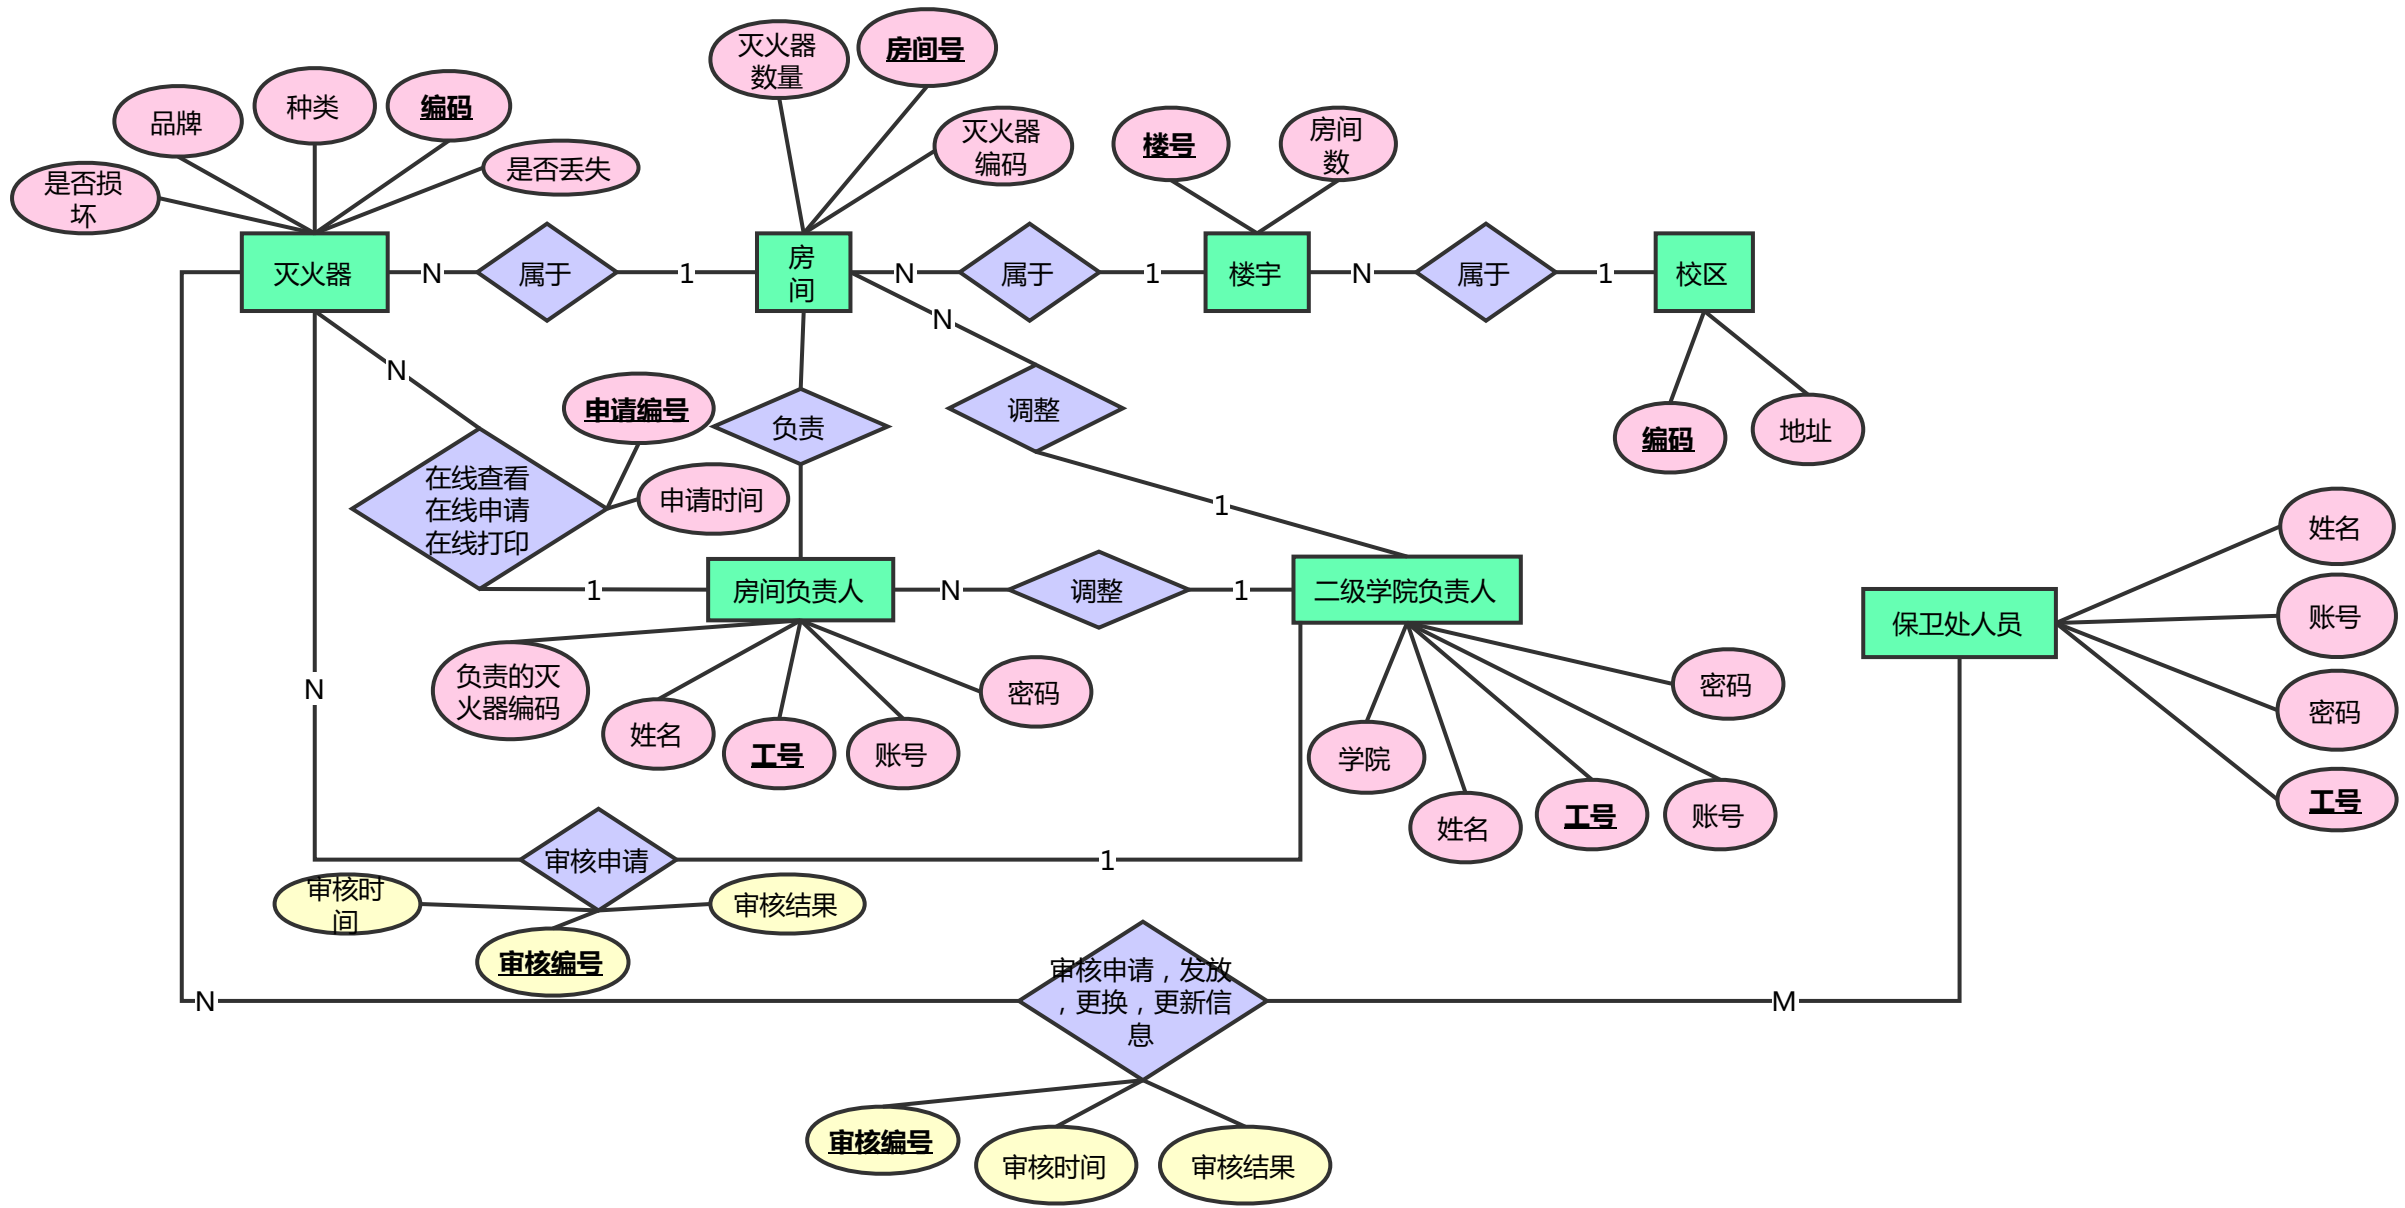 灭火器
数量
房间号
品牌
种类
编码
灭火器
编码
楼号
房间
数
是否损
坏
是否丢失
灭火器
N
属于
1
房
间
N
属于
1
楼宇
N
属于
1
校区
N
N
申请编号
负责
调整
编码
地址
在线查看
在线申请
在线打印
申请时间
1
姓名
1
房间负责人
N
调整
1
二级学院负责人
保卫处人员
账号
负责的灭
火器编码
N
姓名
工号
账号
密码
学院
姓名
工号
账号
密码
密码
工号
审核申请
1
审核时
间
审核结果
审核编号
N
审核申请，发放
，更换，更新信
息
M
审核编号
审核时间
审核结果